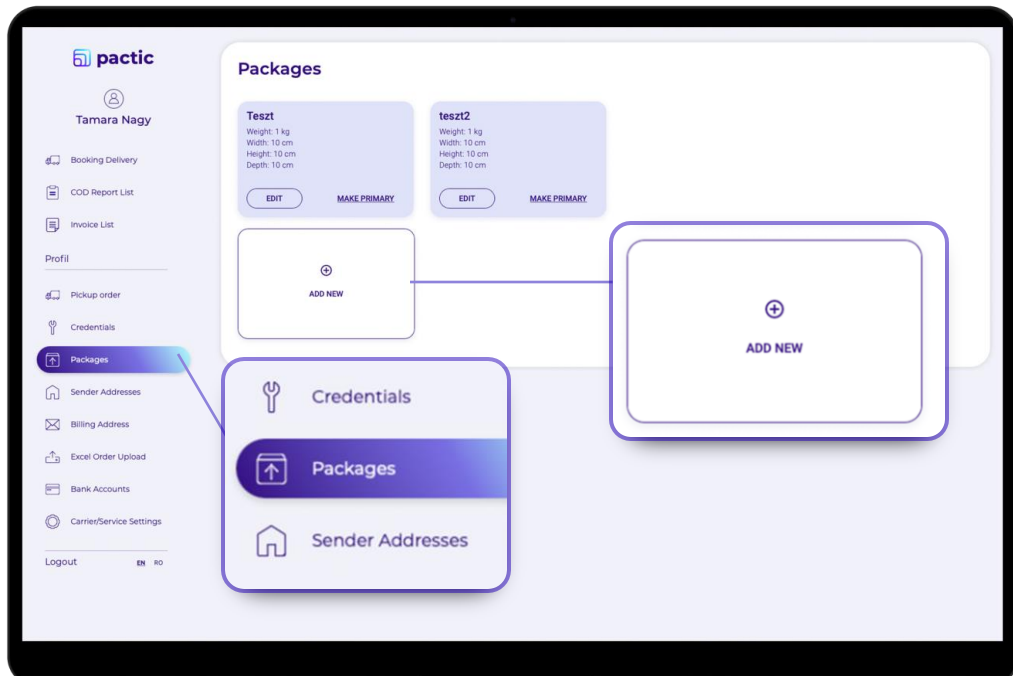 pactic
Tamara Nagy
Booking Delivery
COD Report List
Invoice List
Profil
Pickup order
Credentials
Packages
Sender Addresses
Billing Address
Excel Order Upload
Bank Accounts
Carrier/Service Settings
Logout EN RO
Packages
Teszt
Weight: 1 kg
Width: 10 cm
Height: 10 cm
Depth: 10 cm
EDIT MAKE PRIMARY
teszt2
Weight: 1 kg
Width: 10 cm
Height: 10 cm
Depth: 10 cm
EDIT MAKE PRIMARY
ADD NEW
ADD NEW
Credentials
Packages
Sender Addresses